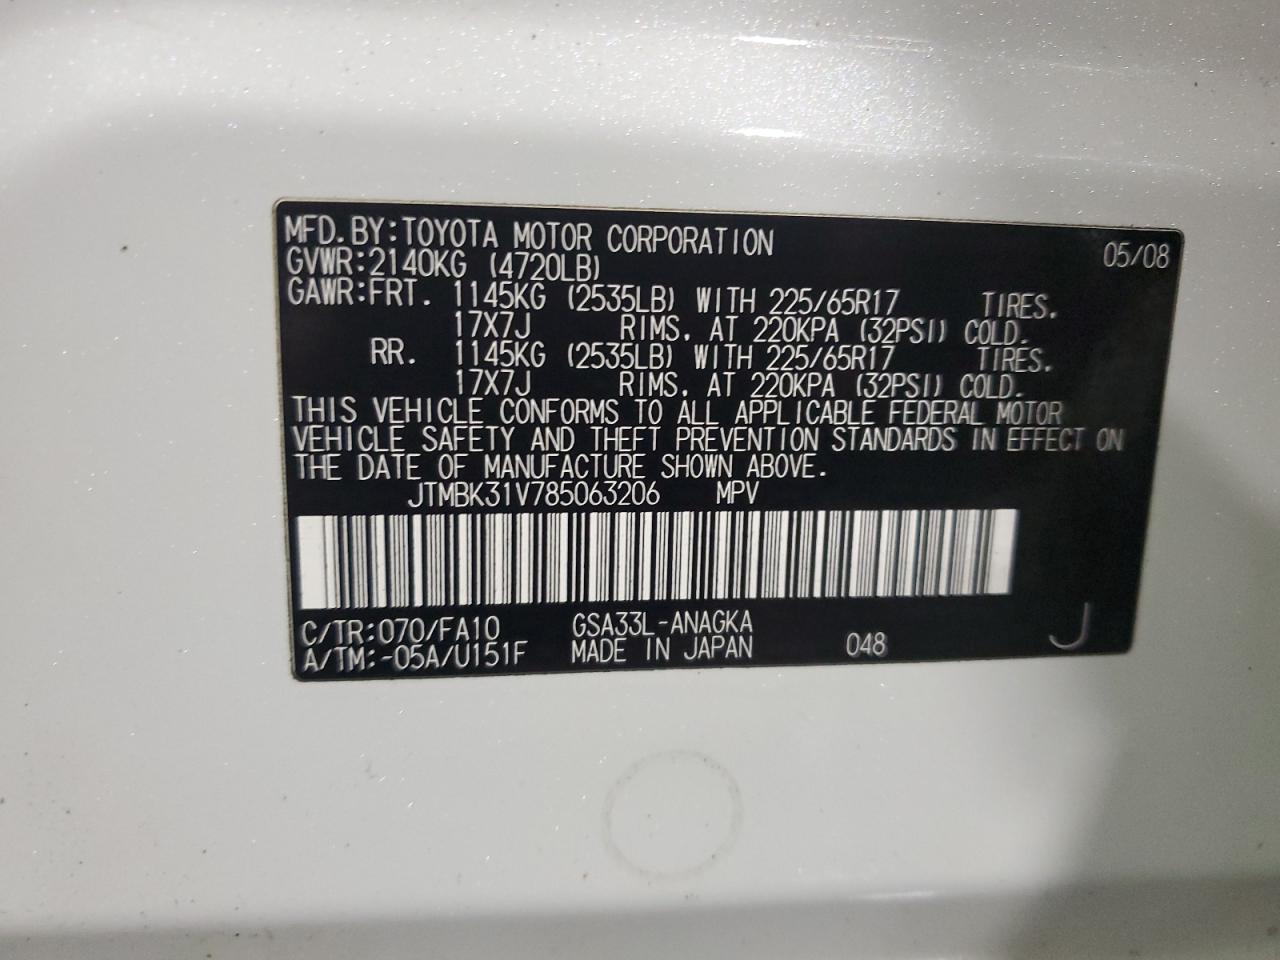 MFD.BY:TOYOTA MOTOR CORPORATION 05/08
GVWR:2140KG (4720LB)
GAWR:FRT. 1145KG (2535LB) WITH 225/65R17 TIRES.
17X7J RIMS, AT 220KPA (32PSI) COLD.
RR. 1145KG (2535LB) WITH 225/65R17 TIRES.
17X7J RIMS, AT 220KPA (32PSI) COLD.
THIS VEHICLE CONFORMS TO ALL APPLICABLE FEDERAL MOTOR
VEHICLE SAFETY AND THEFT PREVENTION STANDARDS IN EFFECT ON
THE DATE OF MANUFACTURE SHOWN ABOVE.
JTMBK31V785063206 MPV
C/TR:070/FA10 GSA33L-ANAGKA
A/TM:-05A/U151F MADE IN JAPAN 048 J